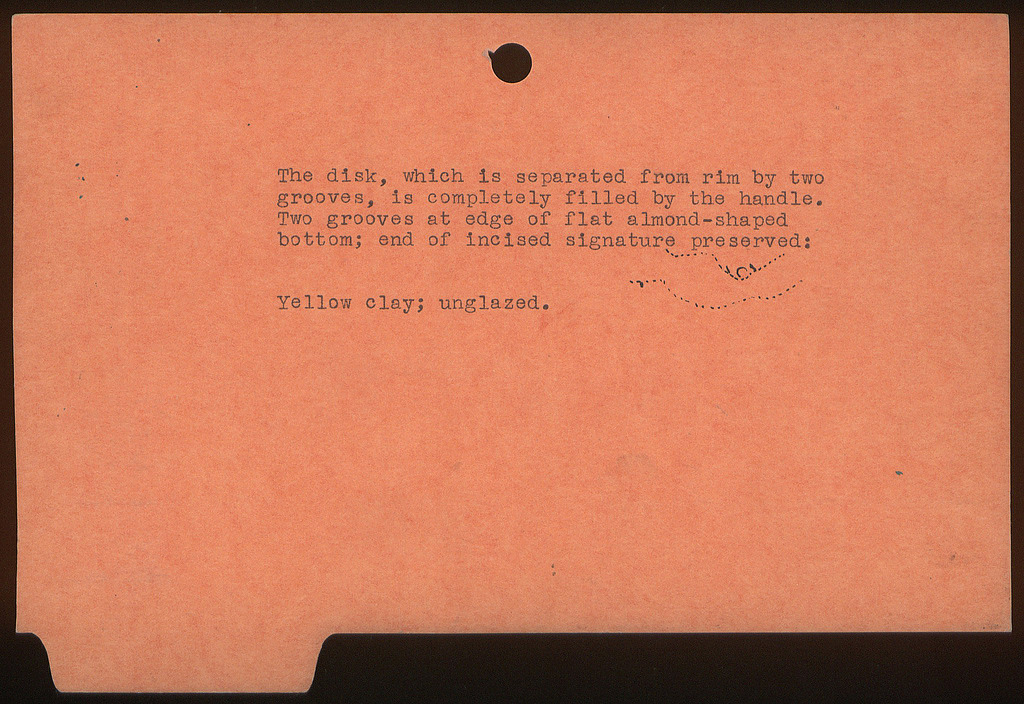 The disk, which is separated from rim by two
grooves, is completely filled by the handle.
Two grooves at edge of flat almond-shaped
bottom; end of incised signature preserved:
Yellow clay; unglazed.